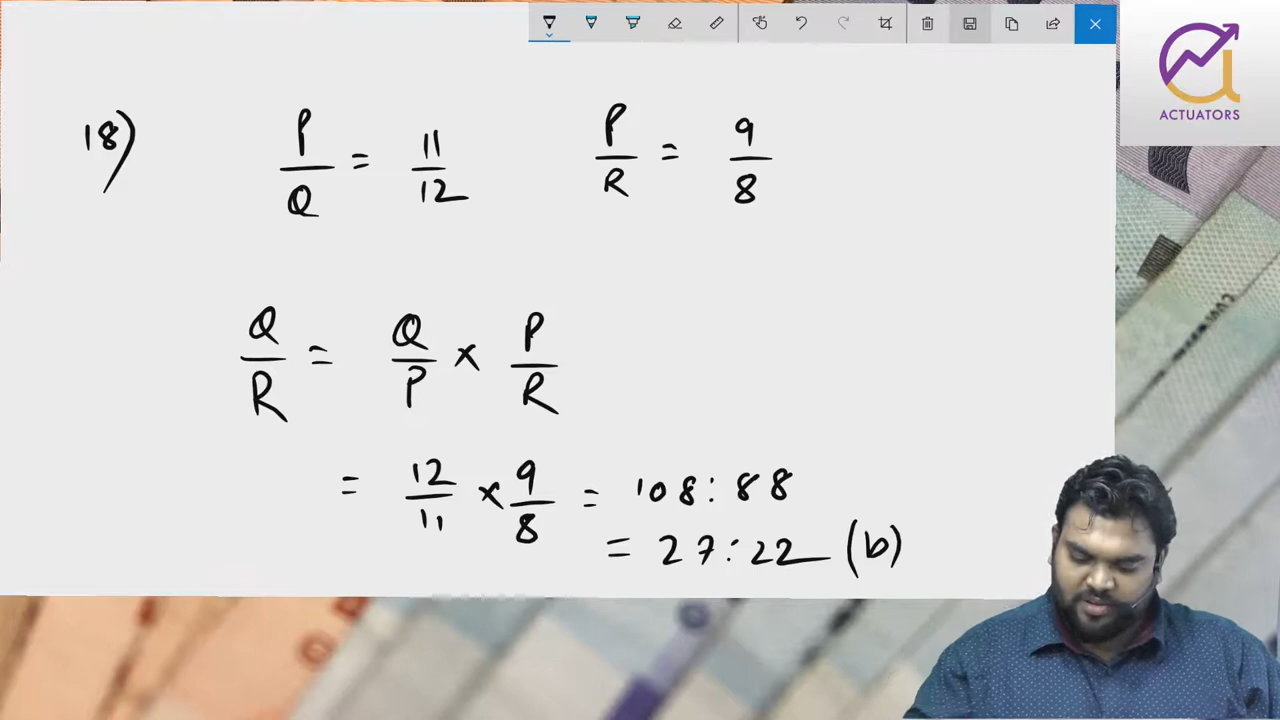 18) P/Q = 11/12 P/R = 9/8
Q/R = Q/P × P/R
= 12/11 × 9/8 = 108 : 88
= 27 : 22 (b)
ACTUATORS